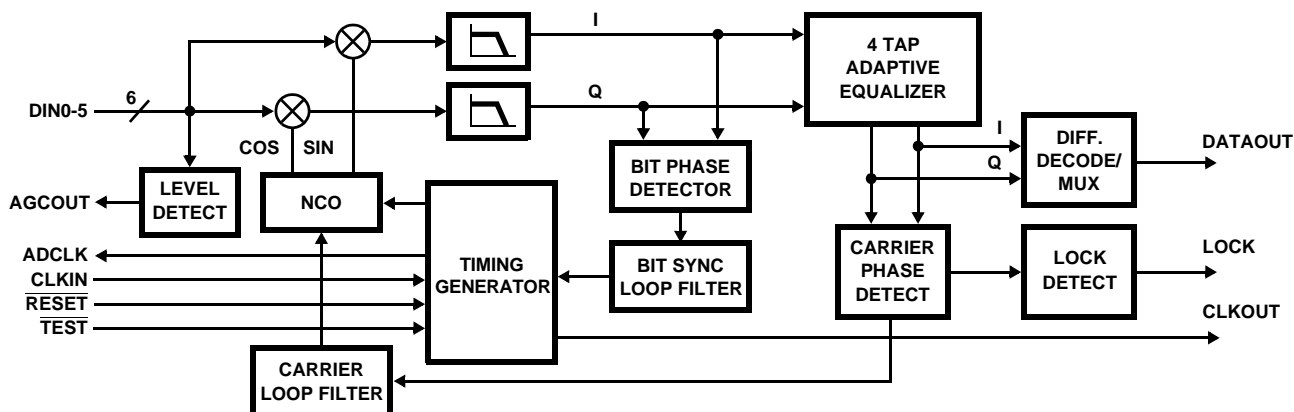 I
Q
6
DIN0-5
COS
SIN
4 TAP
ADAPTIVE
EQUALIZER
I
Q
DIFF.
DECODE/
MUX
DATAOUT
LEVEL
DETECT
NCO
BIT PHASE
DETECTOR
AGCOUT
ADCLK
CLKIN
RESET
TEST
TIMING
GENERATOR
BIT SYNC
LOOP FILTER
CARRIER
PHASE
DETECT
LOCK
DETECT
LOCK
CLKOUT
CARRIER
LOOP FILTER